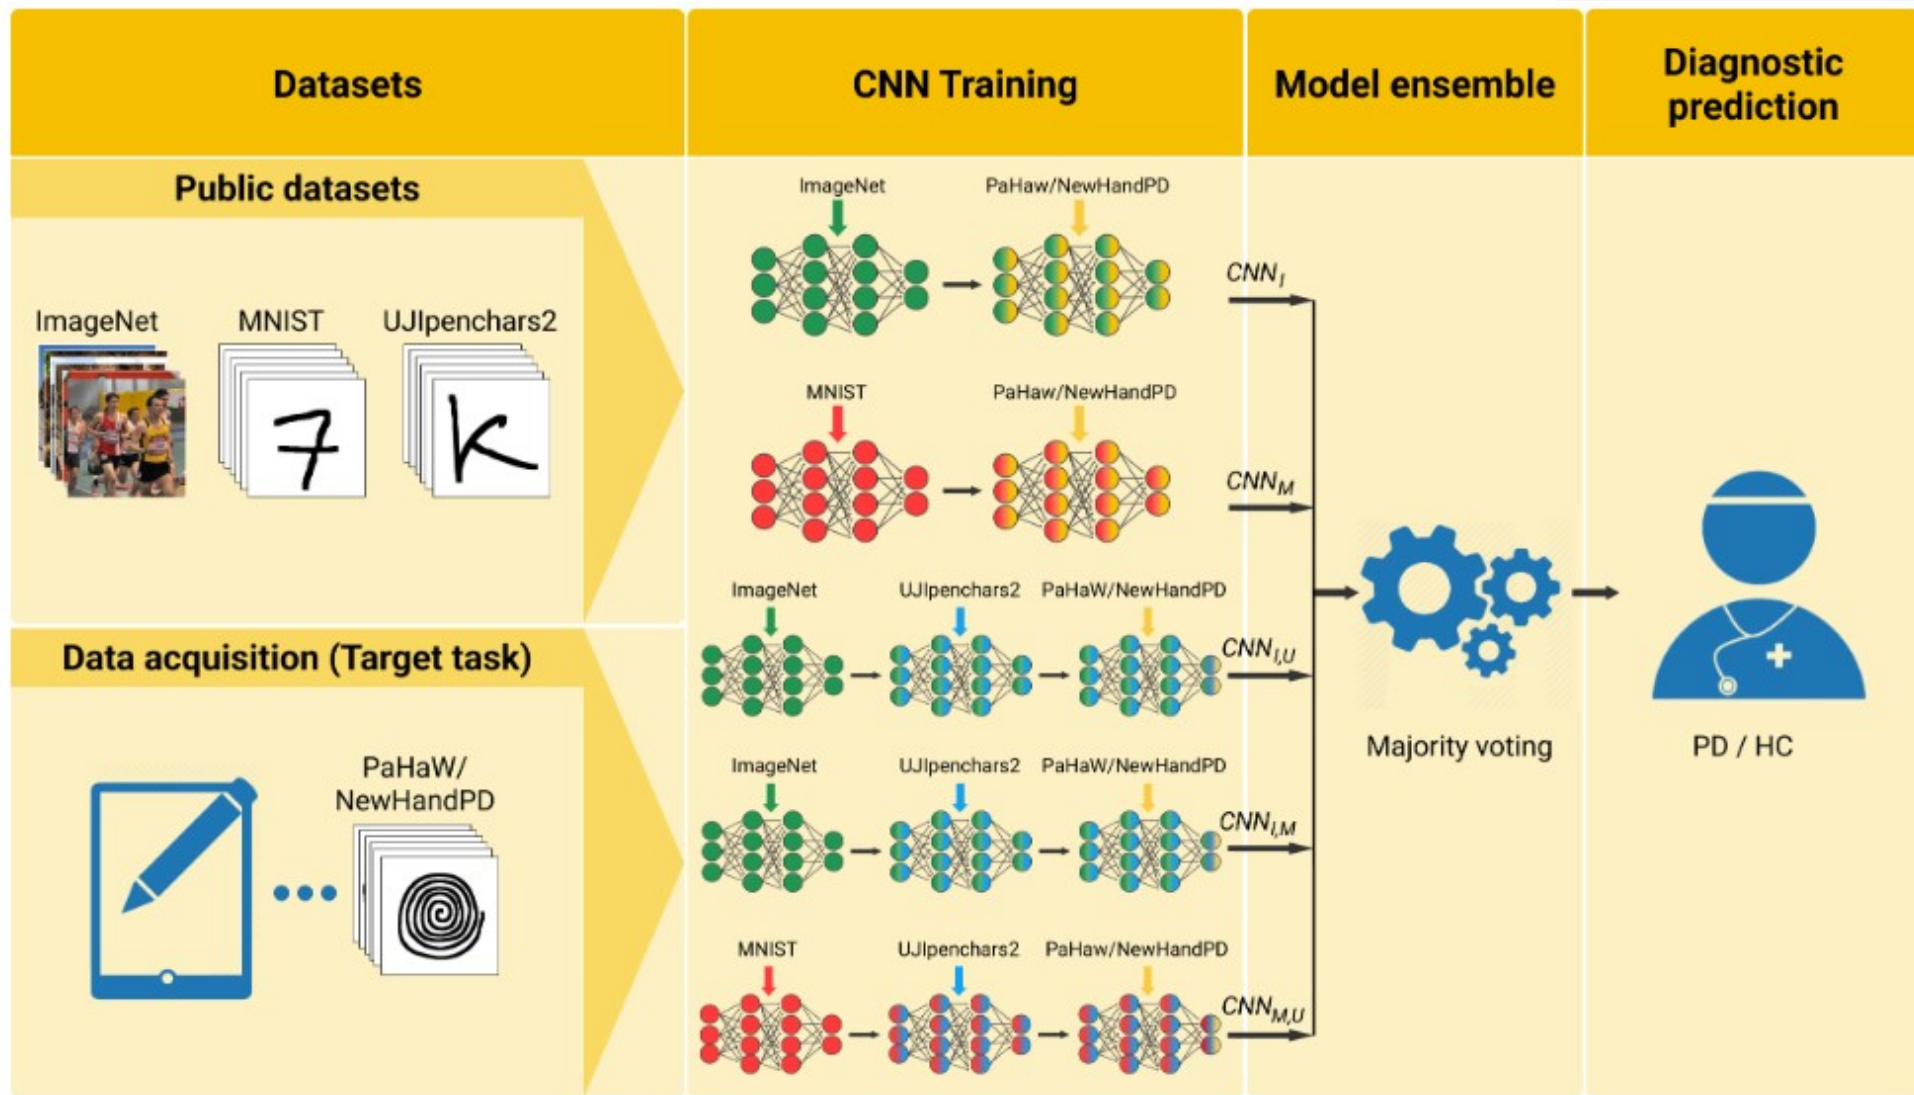 Datasets
CNN Training
Model ensemble
Diagnostic
prediction
Public datasets
ImageNet
MNIST
UJIpenchars2
7
K
Data acquisition (Target task)
PaHaW/
NewHandPD
ImageNet
PaHaw/NewHandPD
CNN_I
MNIST
PaHaw/NewHandPD
CNN_M
ImageNet
UJIpenchars2
PaHaW/NewHandPD
CNN_I,U
ImageNet
UJIpenchars2
PaHaW/NewHandPD
CNN_I,M
MNIST
UJIpenchars2
PaHaw/NewHandPD
CNN_M,U
Majority voting
PD / HC